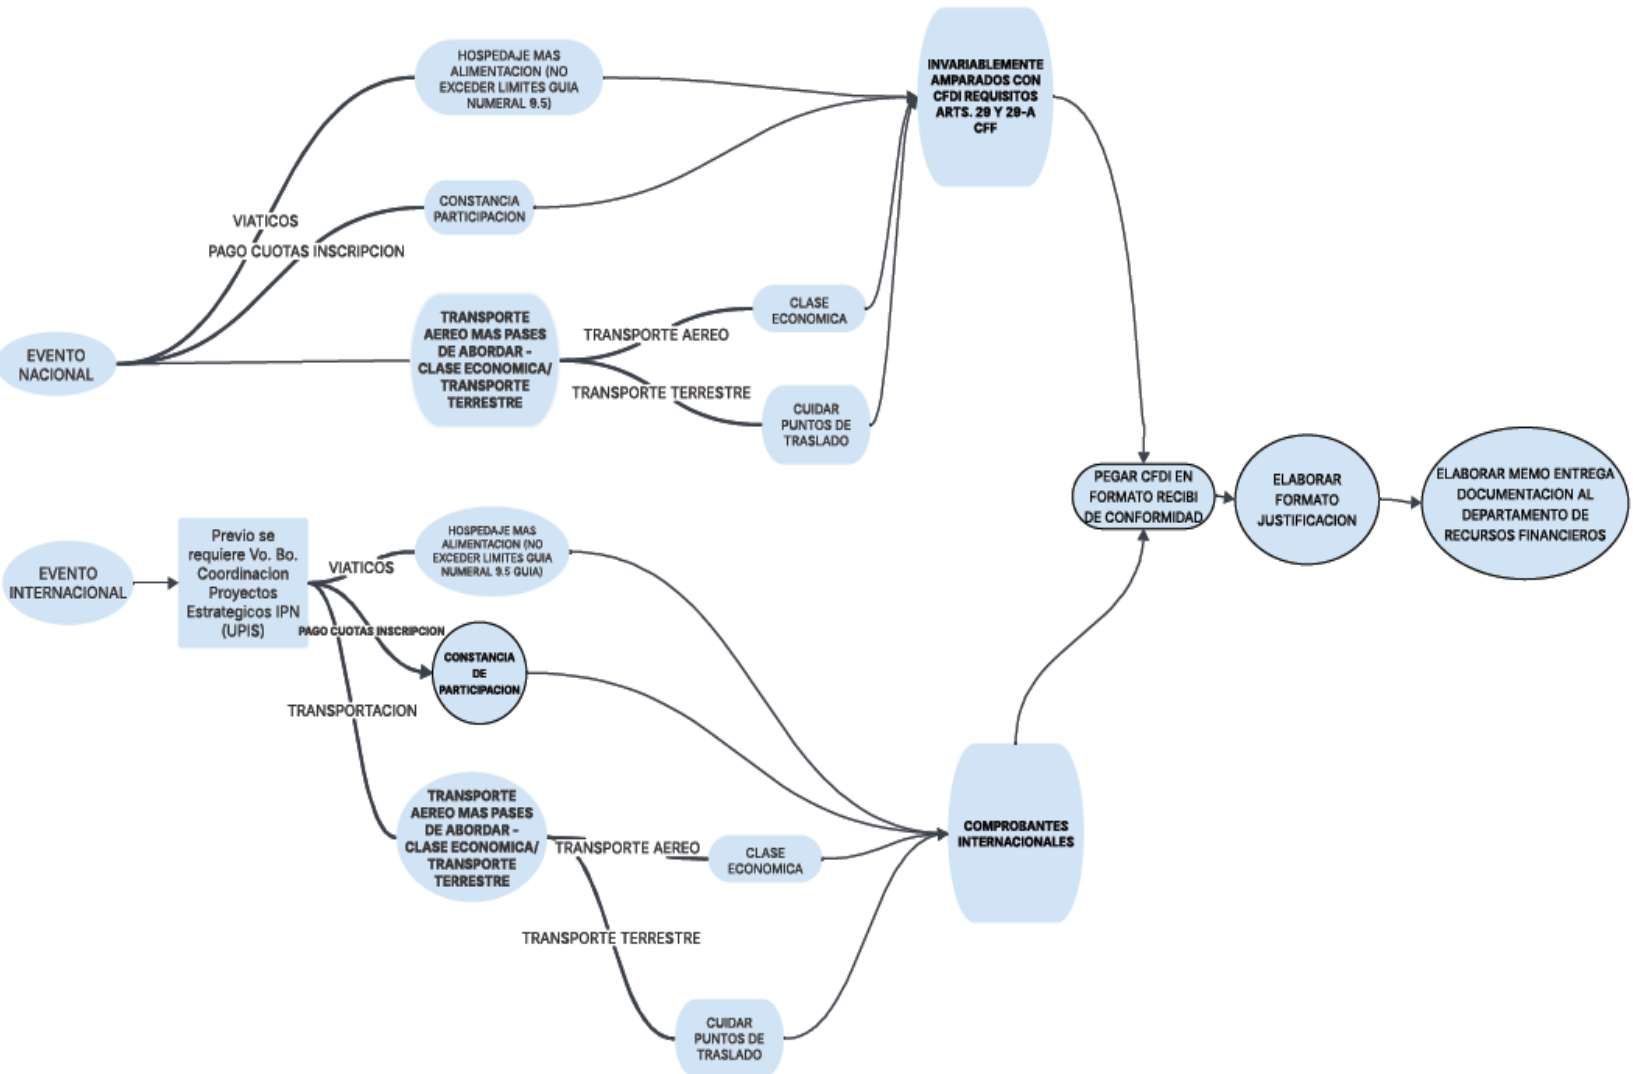 HOSPEDAJE MAS
ALIMENTACION (NO
EXCEDER LIMITES GUIA
NUMERAL 9.5)
INVARIABLEMENTE
AMPARADOS CON
CFDI REQUISITOS
ARTS. 29 Y 29-A
CFF
CONSTANCIA
PARTICIPACION
VIATICOS
PAGO CUOTAS INSCRIPCION
EVENTO
NACIONAL
TRANSPORTE
AEREO MAS PASES
DE ABORDAR -
CLASE ECONOMICA/
TRANSPORTE
TERRESTRE
TRANSPORTE AEREO
CLASE
ECONOMICA
TRANSPORTE TERRESTRE
CUIDAR
PUNTOS DE
TRASLADO
PEGAR CFDI EN
FORMATO RECIBI
DE CONFORMIDAD
ELABORAR
FORMATO
JUSTIFICACION
ELABORAR MEMO ENTREGA
DOCUMENTACION AL
DEPARTAMENTO DE
RECURSOS FINANCIEROS
EVENTO
INTERNACIONAL
Previo se
requiere Vo. Bo.
Coordinacion
Proyectos
Estrategicos IPN
(UPIS)
VIATICOS
HOSPEDAJE MAS
ALIMENTACION (NO
EXCEDER LIMITES GUIA
NUMERAL 9.5 GUIA)
PAGO CUOTAS INSCRIPCION
CONSTANCIA
DE
PARTICIPACION
TRANSPORTACION
TRANSPORTE
AEREO MAS PASES
DE ABORDAR -
CLASE ECONOMICA/
TRANSPORTE
TERRESTRE
TRANSPORTE AEREO
CLASE
ECONOMICA
TRANSPORTE TERRESTRE
CUIDAR
PUNTOS DE
TRASLADO
COMPROBANTES
INTERNACIONALES